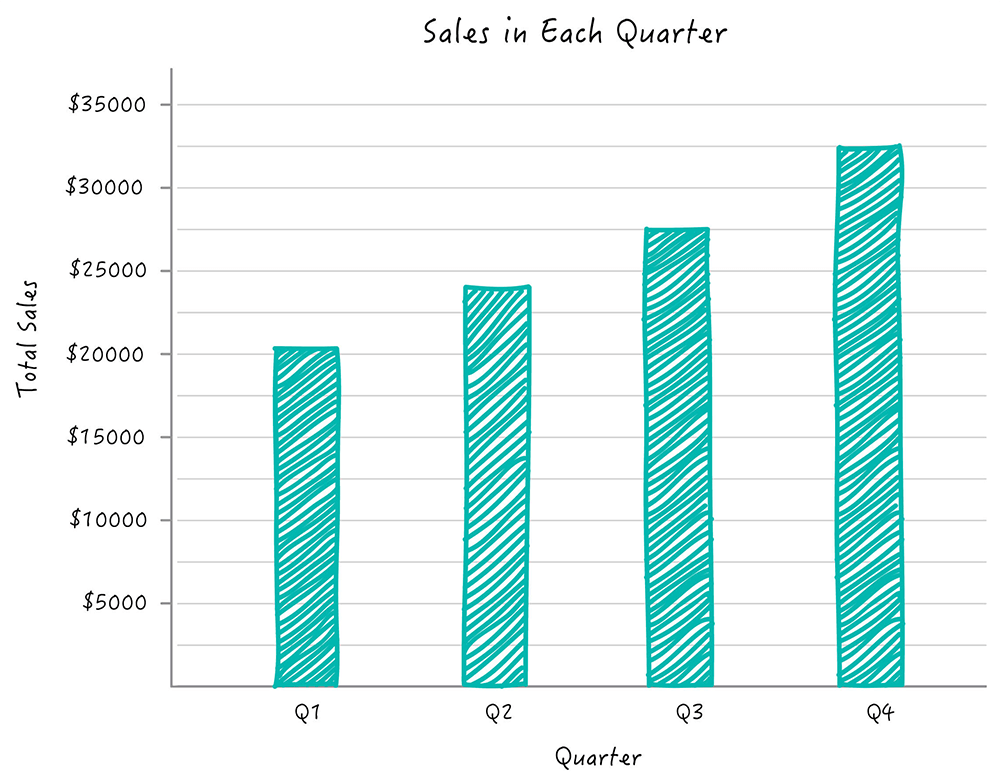 Sales in Each Quarter
$35000
$30000
$25000
$20000
$15000
$10000
$5000
Total Sales
Q1 Q2 Q3 Q4
Quarter